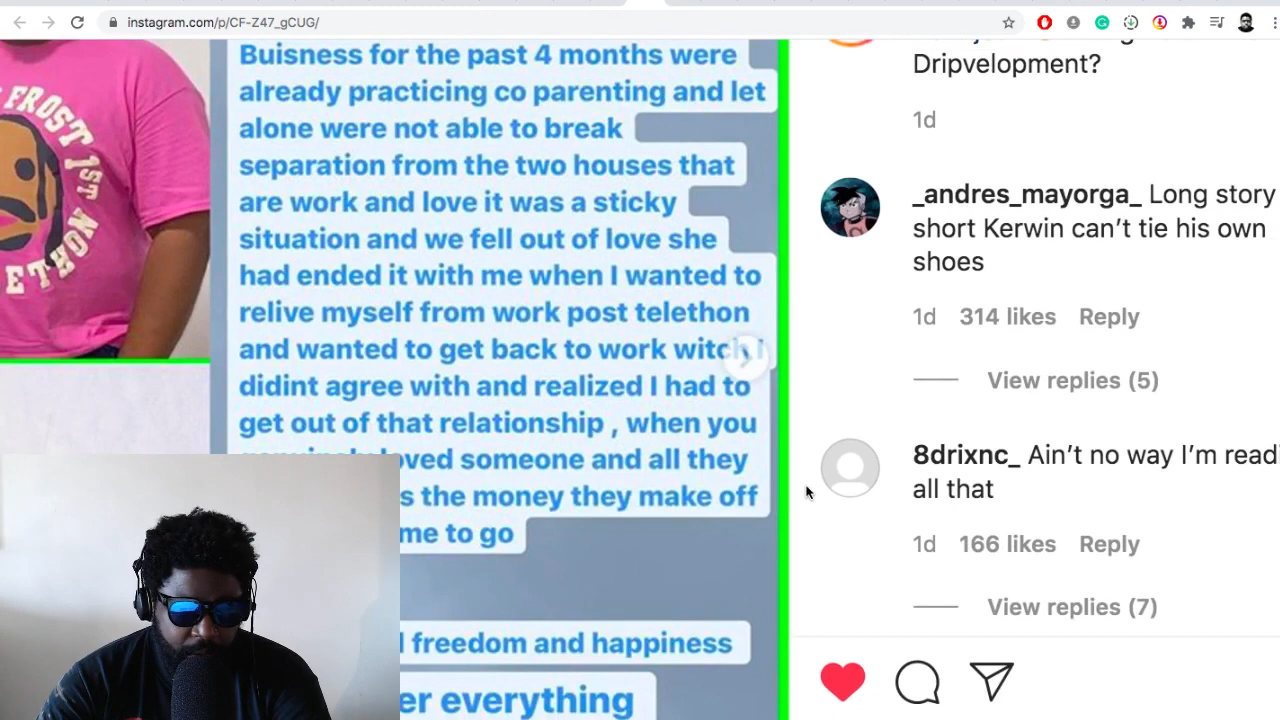 instagram.com/p/CF-Z47_gCUG/
FROST 1ST
NORTH
Buisness for the past 4 months were
already practicing co parenting and let
alone were not able to break
separation from the two houses that
are work and love it was a sticky
situation and we fell out of love she
had ended it with me when I wanted to
relive myself from work post telethon
and wanted to get back to work witch I
didint agree with and realized I had to
get out of that relationship , when you
loved someone and all they
s the money they make off
me to go
freedom and happiness
er everything
Dripvelopment?
1d
_andres_mayorga_ Long story
short Kerwin can't tie his own
shoes
1d 314 likes Reply
View replies (5)
8drixnc_ Ain't no way I'm readi
all that
1d 166 likes Reply
View replies (7)